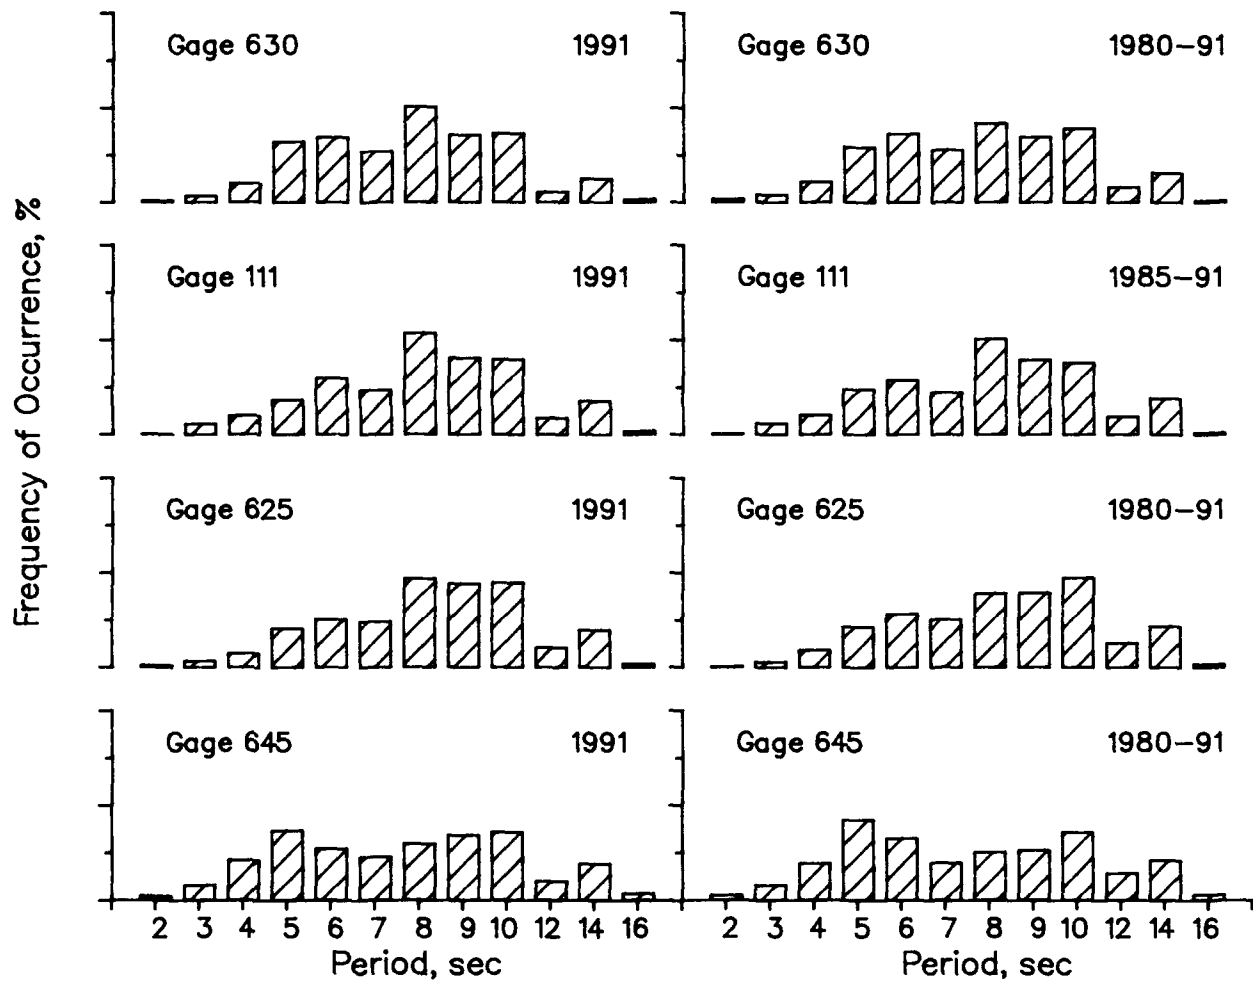 Frequency of Occurrence, %
Gage 630 1991
Gage 630 1980-91
Gage 111 1991
Gage 111 1985-91
Gage 625 1991
Gage 625 1980-91
Gage 645 1991
Gage 645 1980-91
2 3 4 5 6 7 8 9 10 12 14 16
2 3 4 5 6 7 8 9 10 12 14 16
Period, sec
Period, sec